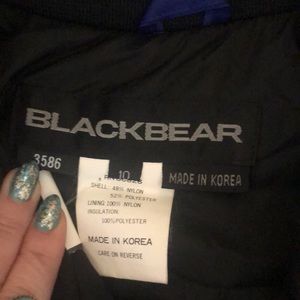 BLACKBEAR
3586
10
MADE IN KOREA
SHELL: 48% NYLON
52% POLYESTER
LINING: 100% NYLON
INSULATION:
100% POLYESTER
MADE IN KOREA
CARE ON REVERSE